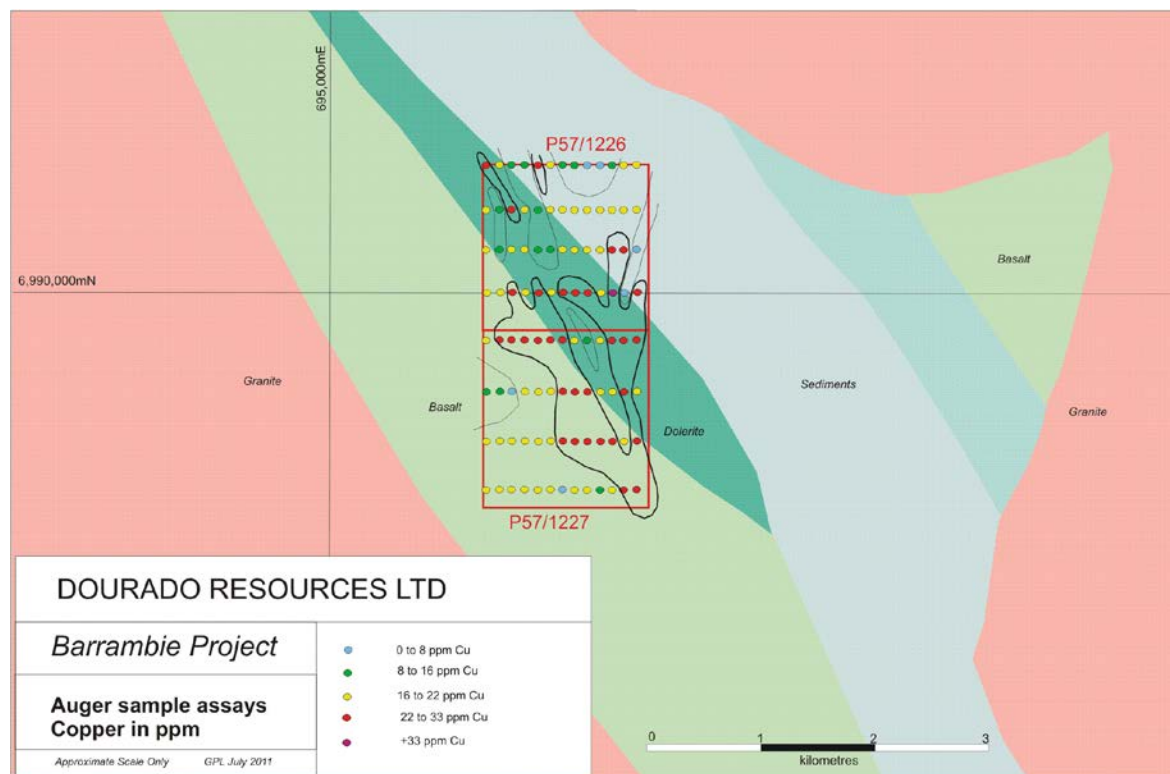 695,000mE
P57/1226
6,990,000mN
Basalt
Granite
Sediments
Granite
Basalt
Dolerite
P57/1227
DOURADO RESOURCES LTD
Barrambie Project
Auger sample assays
Copper in ppm
Approximate Scale Only GPL July 2011
0 to 8 ppm Cu
8 to 16 ppm Cu
16 to 22 ppm Cu
22 to 33 ppm Cu
+33 ppm Cu
0 1 2 3
kilometres